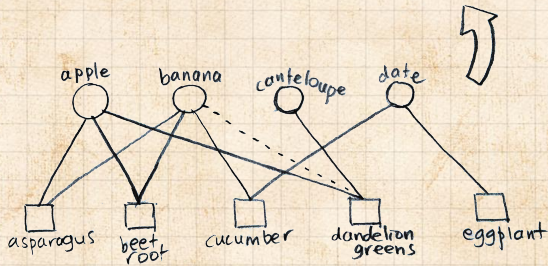 apple
banana
canteloupe
date
asparagus
beet
root
cucumber
dandelion
greens
eggplant